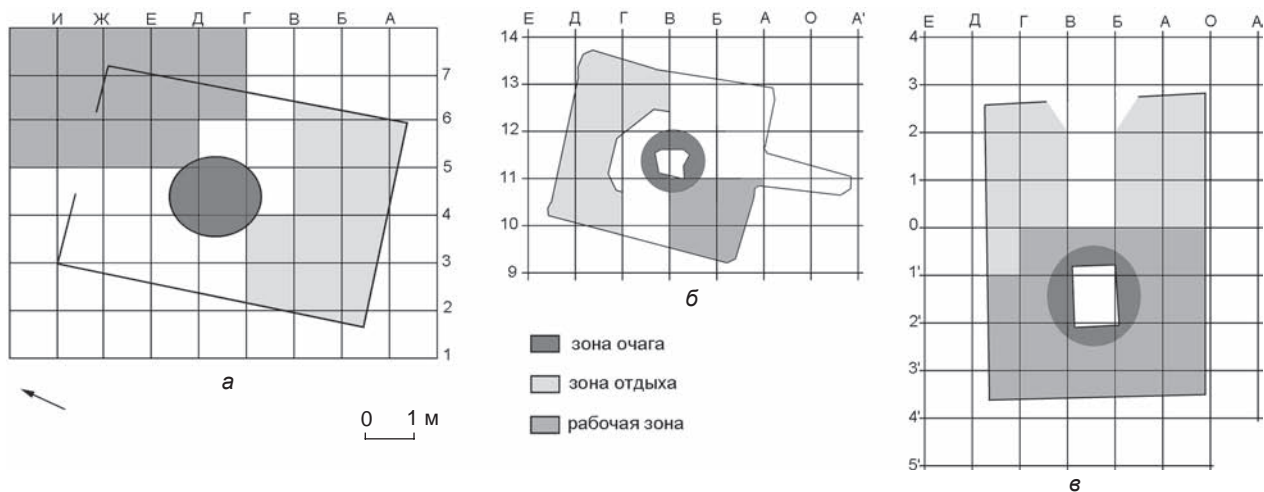 И Ж Е Д Г В Б А
7
6
5
4
3
2
1
а
0 1 м
Е Д Г В Б А О А'
14
13
12
11
10
9
б
зона очага
зона отдыха
рабочая зона
Е Д Г В Б А О А
4
3
2
1
0
1'
2'
3'
4'
5'
в